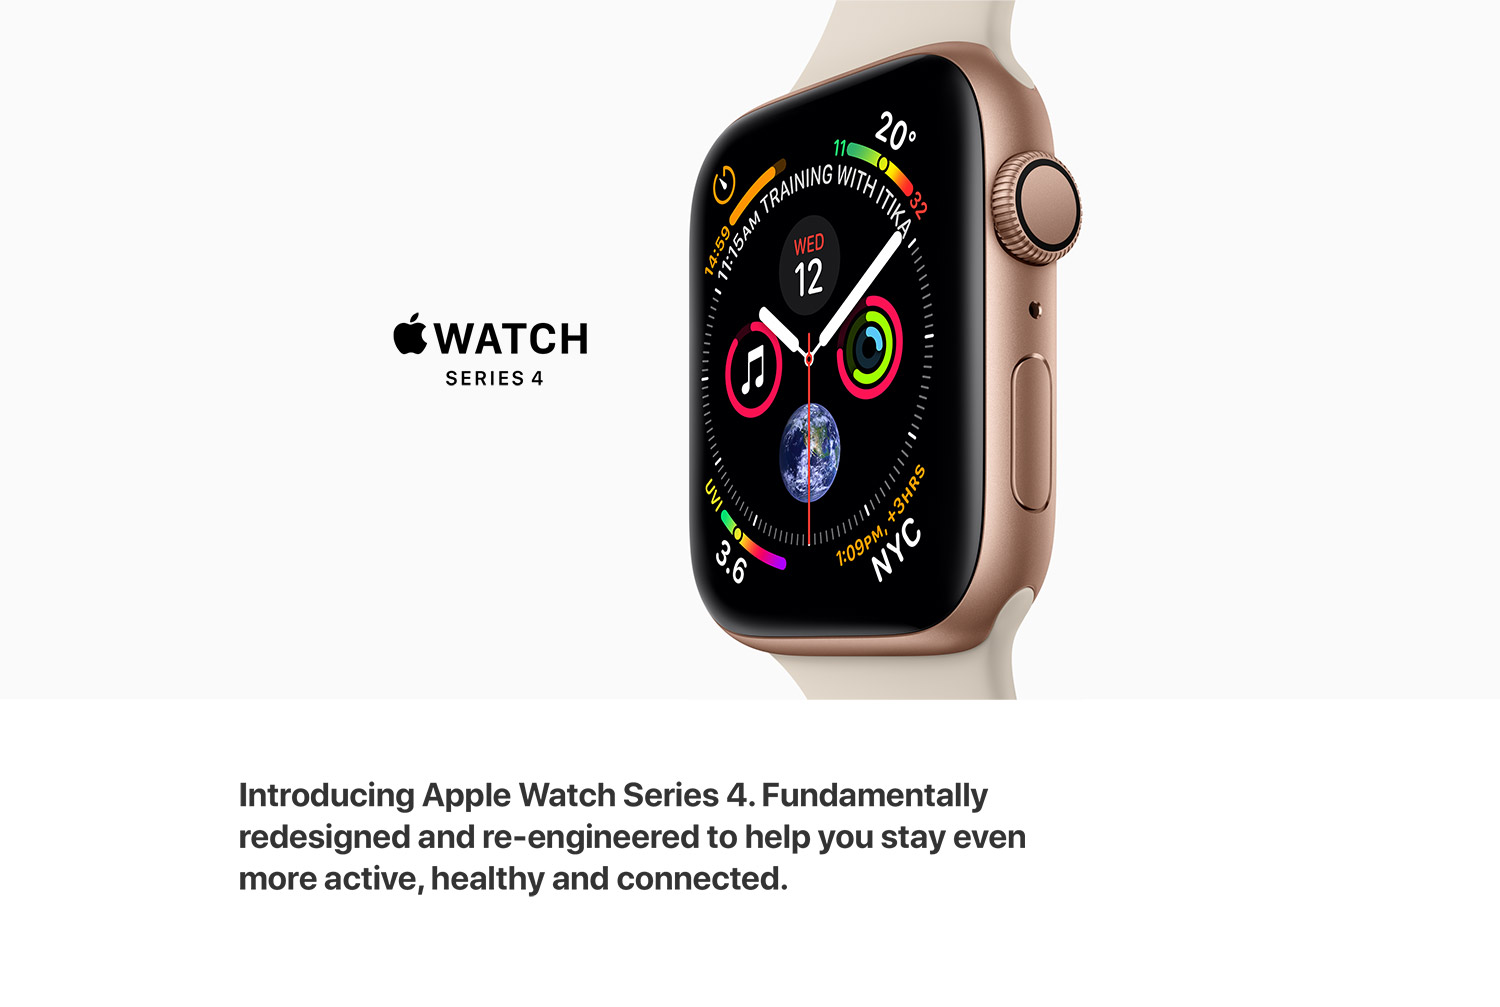 WATCH
SERIES 4
20°
11
32
14:59
11:15AM TRAINING WITH ITIKA
WED
12
UVI
3.6
1:09PM, +3HRS
NYC
Introducing Apple Watch Series 4. Fundamentally
redesigned and re-engineered to help you stay even
more active, healthy and connected.